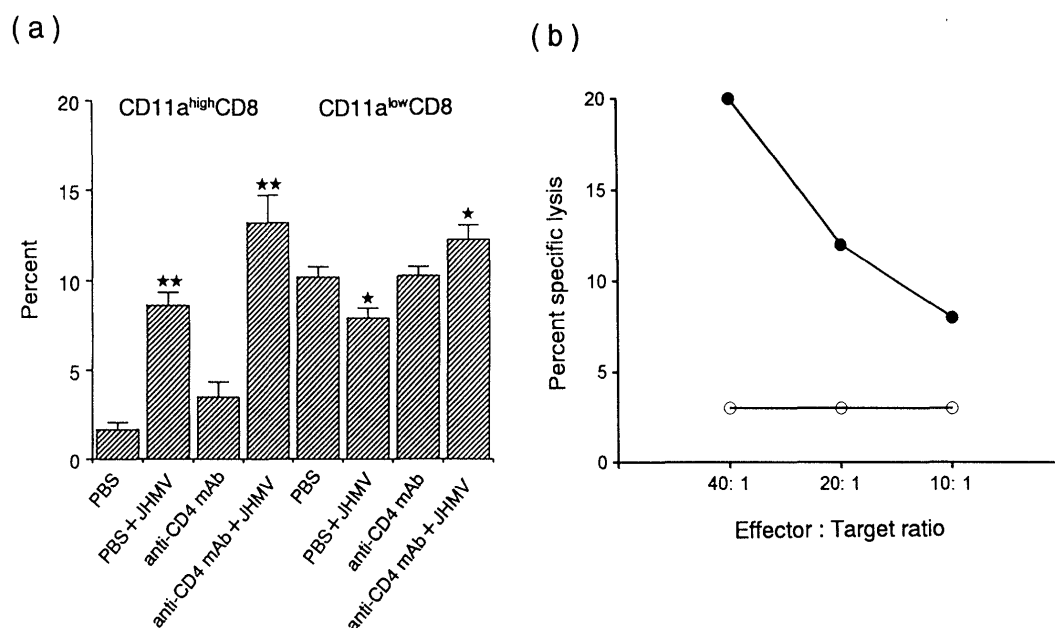 (a)
CD11a^high CD8
CD11a^low CD8
★★
★★
★
★
Percent
20
15
10
5
0
PBS
PBS+JHMV
anti-CD4 mAb
anti-CD4 mAb+JHMV
PBS
PBS+JHMV
anti-CD4 mAb
anti-CD4 mAb+JHMV
(b)
Percent specific lysis
20
15
10
5
0
40: 1
20: 1
10: 1
Effector : Target ratio